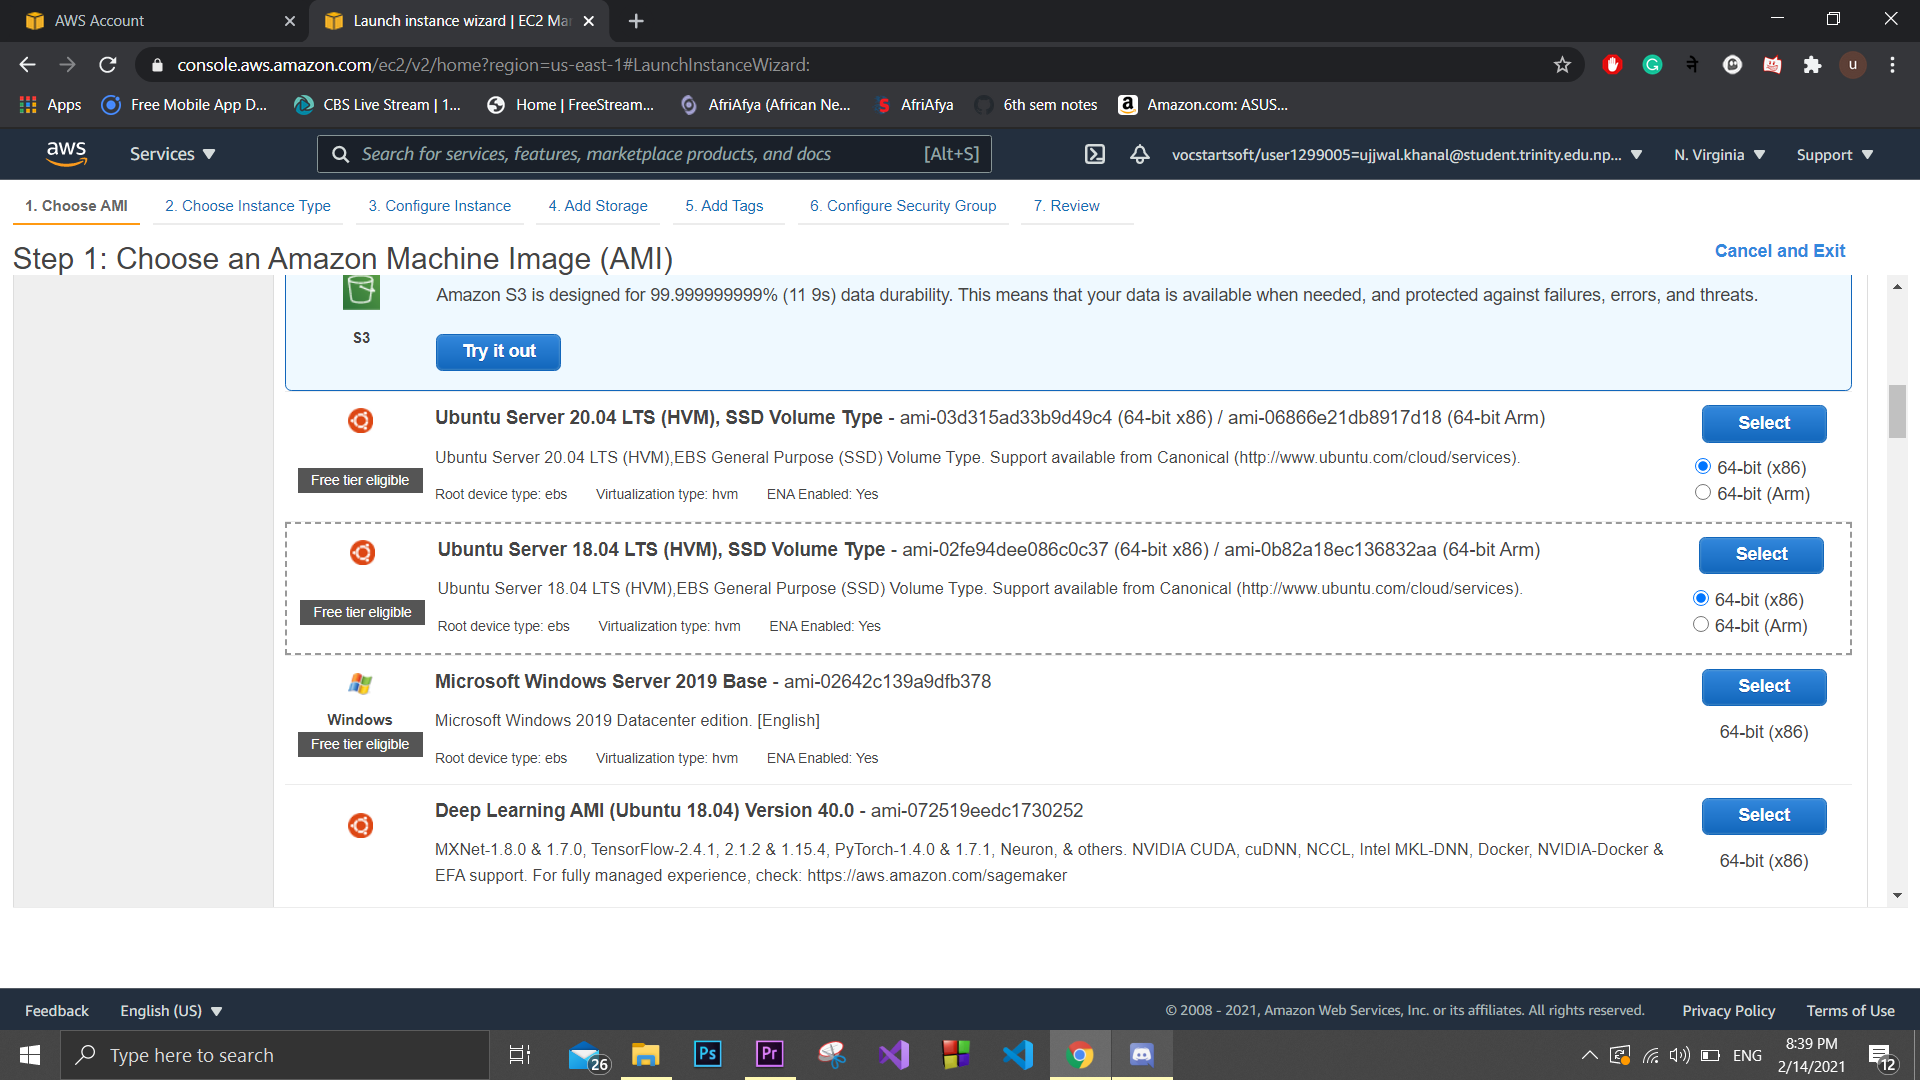 AWS Account
Launch instance wizard | EC2 Mar
console.aws.amazon.com/ec2/v2/home?region=us-east-1#LaunchInstanceWizard:
Apps
Free Mobile App D...
CBS Live Stream | 1...
Home | FreeStream...
AfriAfya (African Ne...
AfriAfya
6th sem notes
Amazon.com: ASUS...
aws
Services
Search for services, features, marketplace products, and docs
[Alt+S]
vocstartsoft/user1299005=ujjwal.khanal@student.trinity.edu.np...
N. Virginia
Support
1. Choose AMI
2. Choose Instance Type
3. Configure Instance
4. Add Storage
5. Add Tags
6. Configure Security Group
7. Review
Step 1: Choose an Amazon Machine Image (AMI)
Cancel and Exit
Amazon S3 is designed for 99.999999999% (11 9s) data durability. This means that your data is available when needed, and protected against failures, errors, and threats.
S3
Try it out
Ubuntu Server 20.04 LTS (HVM), SSD Volume Type - ami-03d315ad33b9d49c4 (64-bit x86) / ami-06866e21db8917d18 (64-bit Arm)
Select
Ubuntu Server 20.04 LTS (HVM),EBS General Purpose (SSD) Volume Type. Support available from Canonical (http://www.ubuntu.com/cloud/services).
64-bit (x86)
Free tier eligible
Root device type: ebs
Virtualization type: hvm
ENA Enabled: Yes
64-bit (Arm)
Ubuntu Server 18.04 LTS (HVM), SSD Volume Type - ami-02fe94dee086c0c37 (64-bit x86) / ami-0b82a18ec136832aa (64-bit Arm)
Select
Ubuntu Server 18.04 LTS (HVM),EBS General Purpose (SSD) Volume Type. Support available from Canonical (http://www.ubuntu.com/cloud/services).
64-bit (x86)
Free tier eligible
Root device type: ebs
Virtualization type: hvm
ENA Enabled: Yes
64-bit (Arm)
Microsoft Windows Server 2019 Base - ami-02642c139a9dfb378
Select
Windows
Microsoft Windows 2019 Datacenter edition. [English]
64-bit (x86)
Free tier eligible
Root device type: ebs
Virtualization type: hvm
ENA Enabled: Yes
Deep Learning AMI (Ubuntu 18.04) Version 40.0 - ami-072519eedc1730252
Select
MXNet-1.8.0 & 1.7.0, TensorFlow-2.4.1, 2.1.2 & 1.15.4, PyTorch-1.4.0 & 1.7.1, Neuron, & others. NVIDIA CUDA, cuDNN, NCCL, Intel MKL-DNN, Docker, NVIDIA-Docker &
EFA support. For fully managed experience, check: https://aws.amazon.com/sagemaker
64-bit (x86)
Feedback
English (US)
© 2008 - 2021, Amazon Web Services, Inc. or its affiliates. All rights reserved.
Privacy Policy
Terms of Use
Type here to search
26
Ps
Pr
ENG
8:39 PM
2/14/2021
12